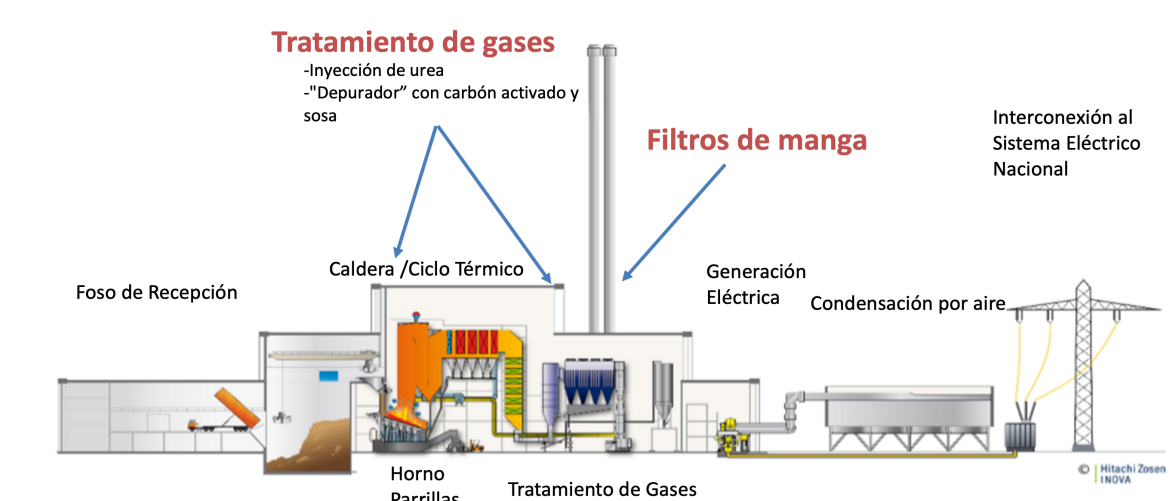 Tratamiento de gases
-Inyección de urea
-"Depurador” con carbón activado y
sosa
Filtros de manga
Interconexión al
Sistema Eléctrico
Nacional
Caldera /Ciclo Térmico
Foso de Recepción
Generación
Eléctrica
Condensación por aire
Horno
Parrillas
Tratamiento de Gases
© Hitachi Zosen
INOVA